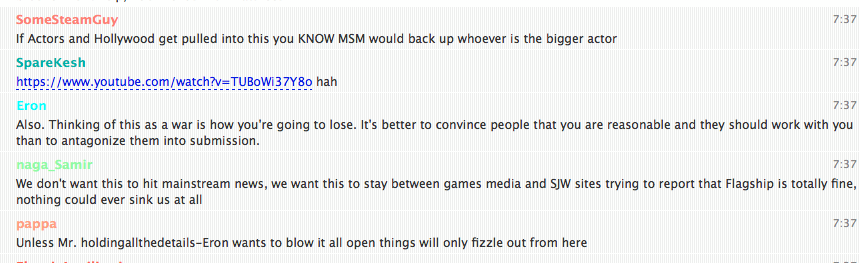 SomeSteamGuy 7:37
If Actors and Hollywood get pulled into this you KNOW MSM would back up whoever is the bigger actor
SpareKesh 7:37
https://www.youtube.com/watch?v=TUBoWi37Y8o hah
Eron 7:37
Also. Thinking of this as a war is how you're going to lose. It's better to convince people that you are reasonable and they should work with you
than to antagonize them into submission.
naga_Samir 7:37
We don't want this to hit mainstream news, we want this to stay between games media and SJW sites trying to report that Flagship is totally fine,
nothing could ever sink us at all
pappa 7:37
Unless Mr. holdingallthedetails-Eron wants to blow it all open things will only fizzle out from here